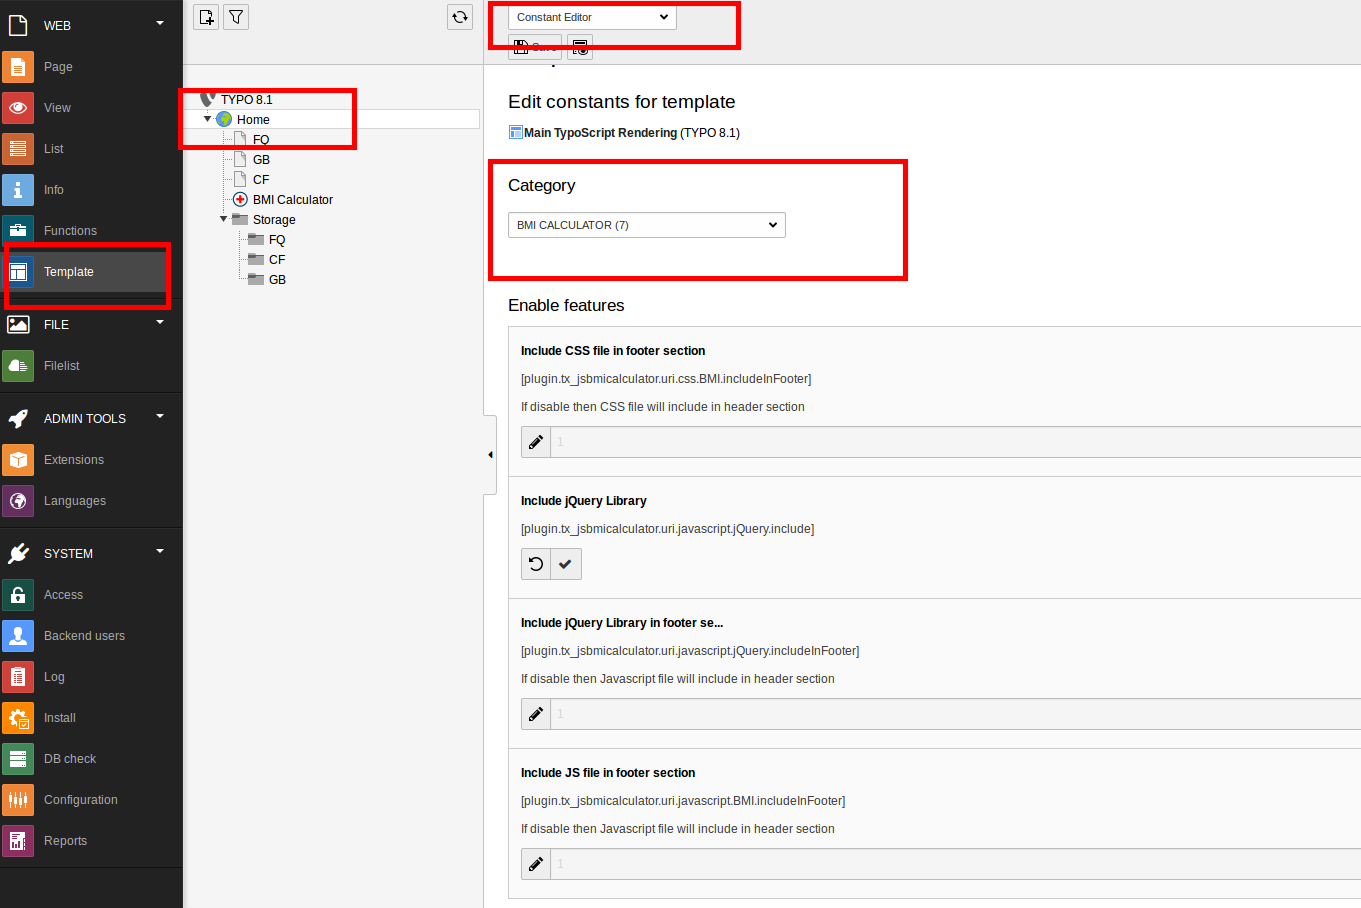 WEB
Page
View
List
Info
Functions
Template
FILE
Filelist
ADMIN TOOLS
Extensions
Languages
SYSTEM
Access
Backend users
Log
Install
DB check
Configuration
Reports
TYPO 8.1
Home
FQ
GB
CF
BMI Calculator
Storage
FQ
CF
GB
Constant Editor
Save
Edit constants for template
Main TypoScript Rendering (TYPO 8.1)
Category
BMI CALCULATOR (7)
Enable features
Include CSS file in footer section
[plugin.tx_jsbmicalculator.uri.css.BMI.includeInFooter]
If disable then CSS file will include in header section
1
Include jQuery Library
[plugin.tx_jsbmicalculator.uri.javascript.jQuery.include]
Include jQuery Library in footer se...
[plugin.tx_jsbmicalculator.uri.javascript.jQuery.includeInFooter]
If disable then Javascript file will include in header section
1
Include JS file in footer section
[plugin.tx_jsbmicalculator.uri.javascript.BMI.includeInFooter]
If disable then Javascript file will include in header section
1